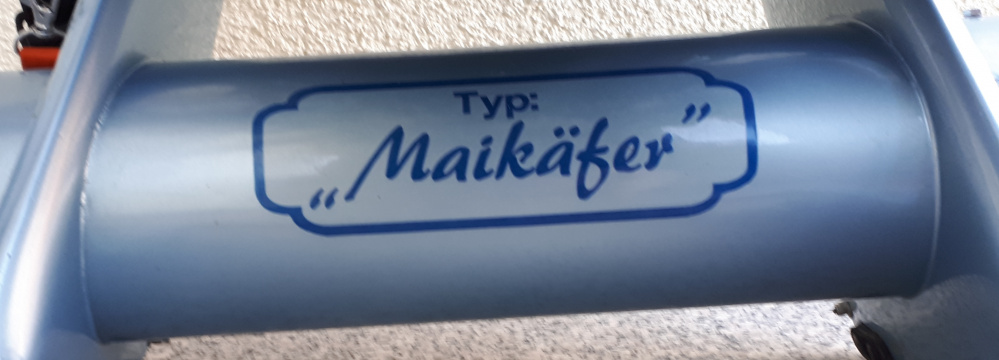 Typ:
„Maikäfer”